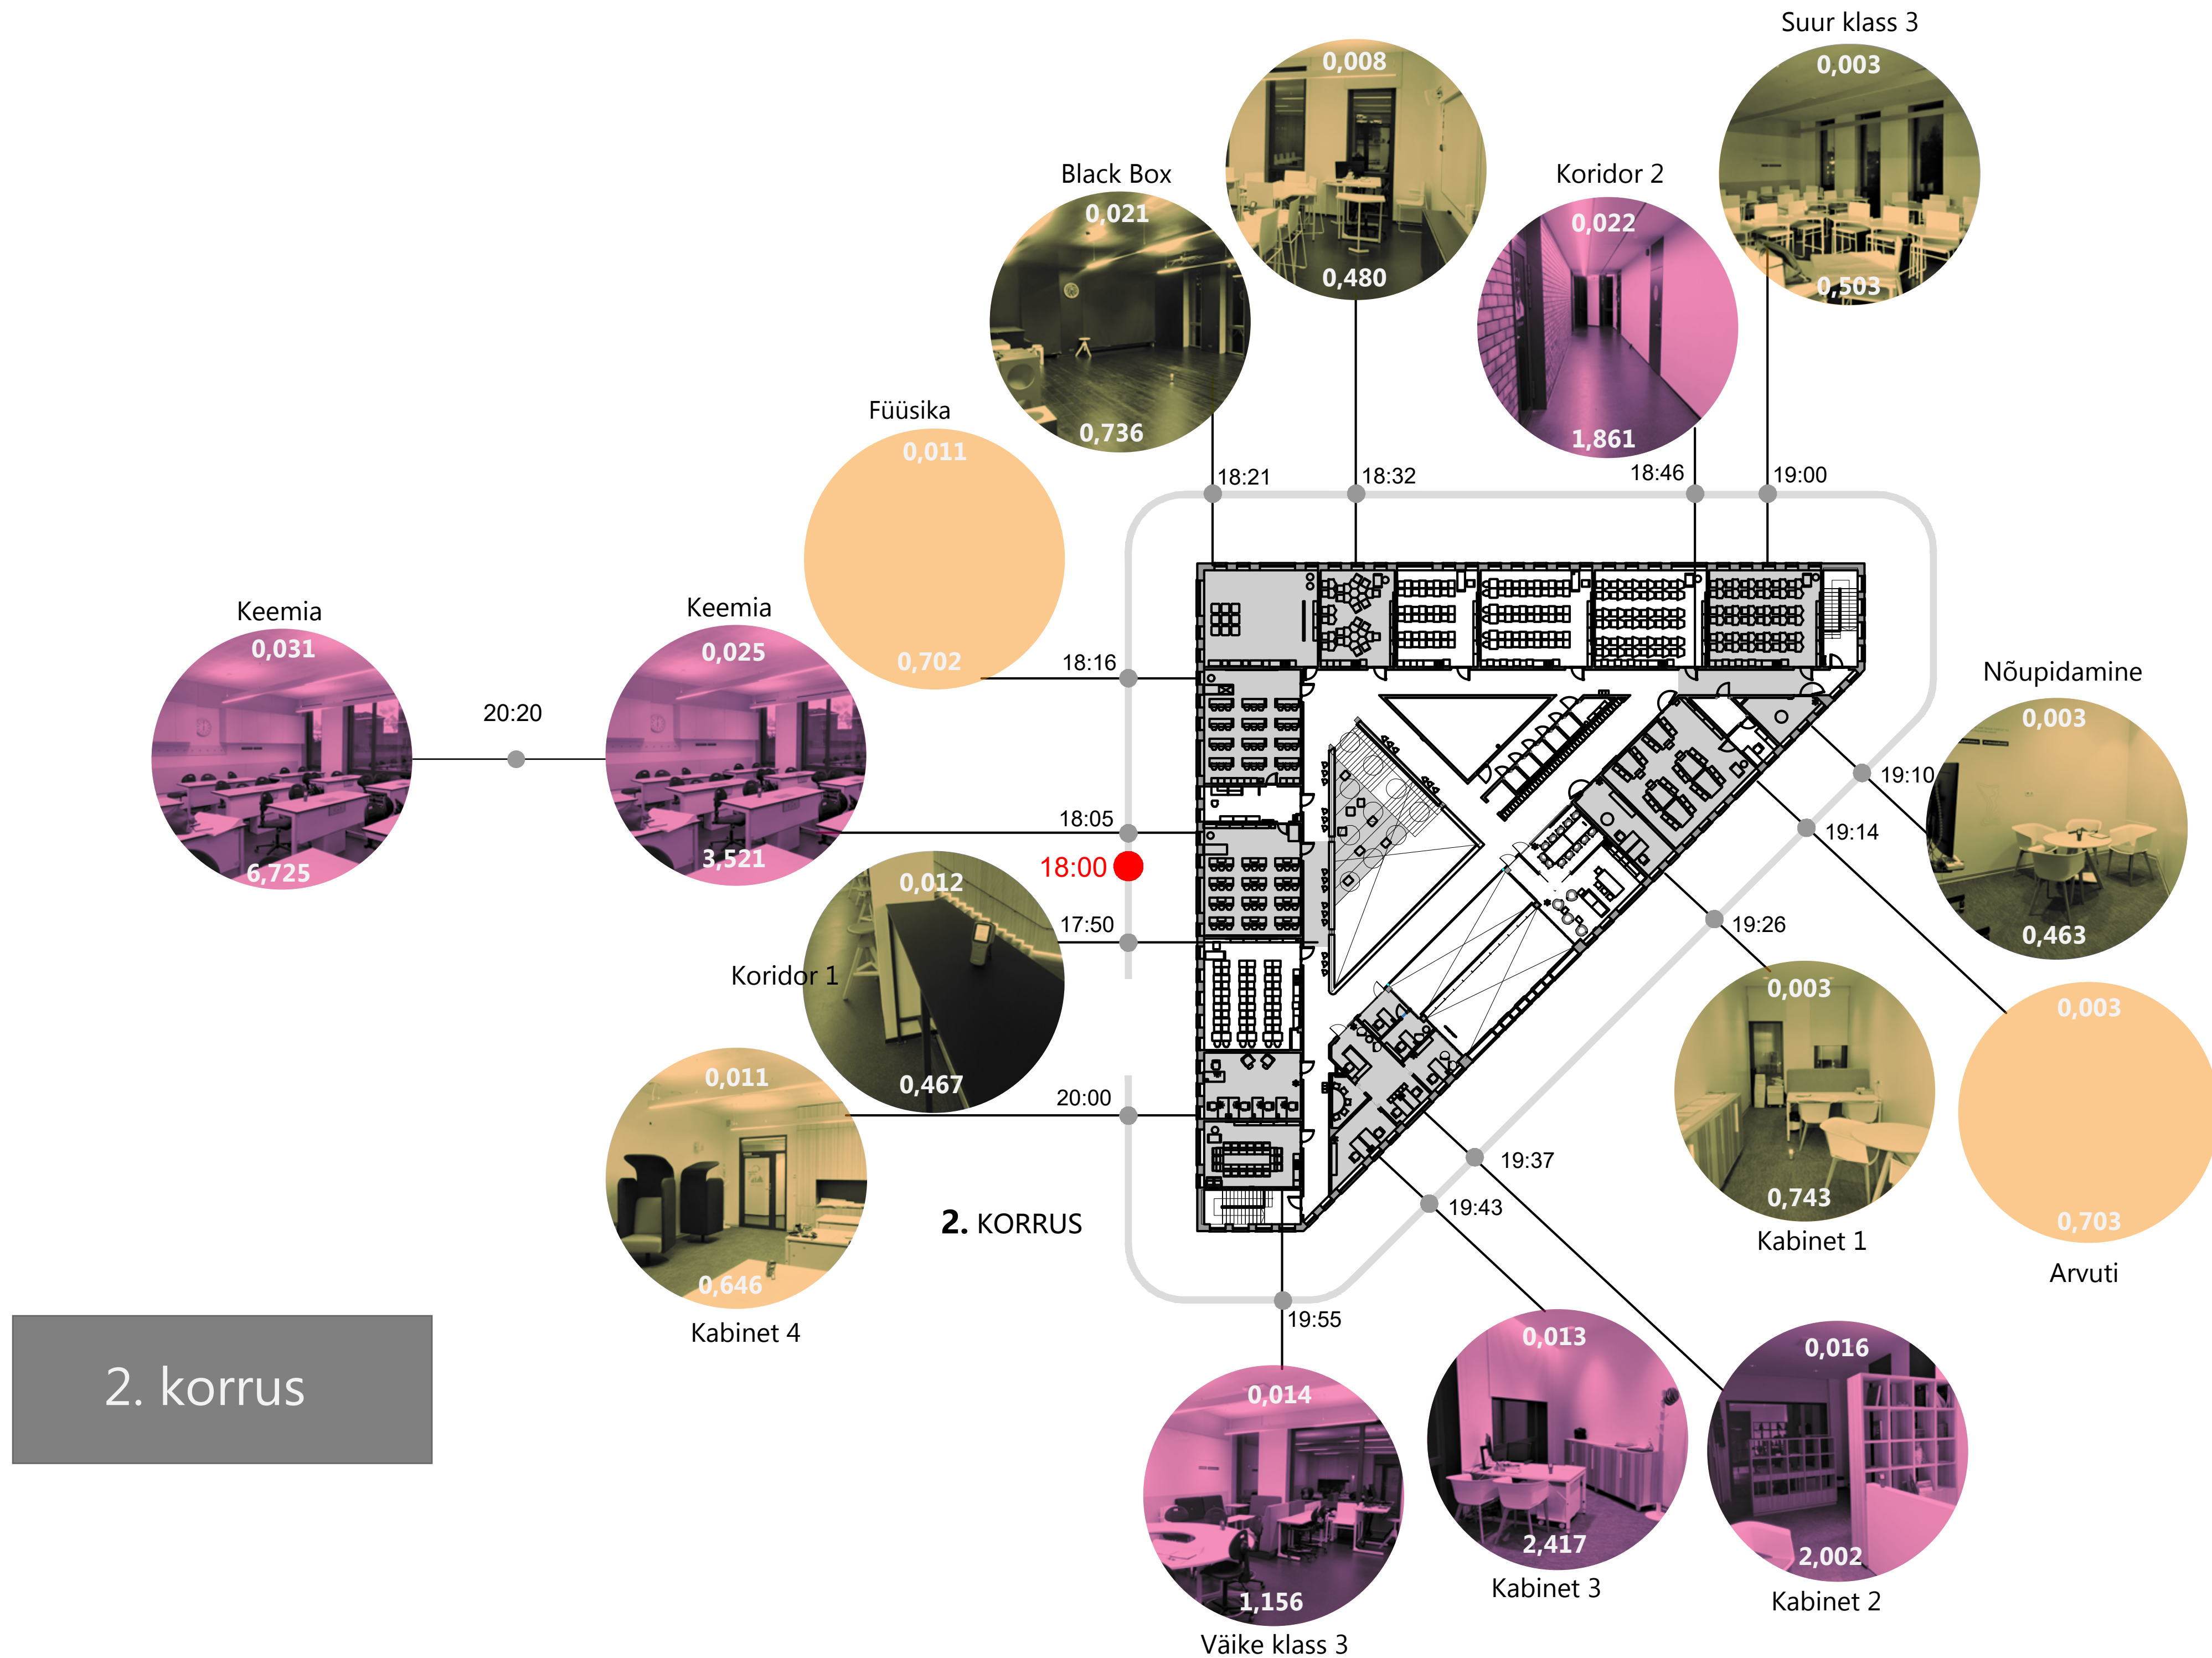 Suur klass 3
0,003
0,503
19:00
0,008
0,480
18:32
Black Box
0,021
0,736
18:21
Koridor 2
0,022
1,861
18:46
Füüsika
0,011
0,702
18:16
Keemia
0,031
6,725
20:20
Keemia
0,025
3,521
18:05
18:00
Koridor 1
0,012
0,467
17:50
Nõupidamine
0,003
0,463
19:10
19:14
0,003
0,703
Arvuti
19:26
0,003
0,743
Kabinet 1
0,011
0,646
Kabinet 4
20:00
2. KORRUS
19:37
0,016
2,002
Kabinet 2
19:43
0,013
2,417
Kabinet 3
19:55
0,014
1,156
Väike klass 3
2. korrus